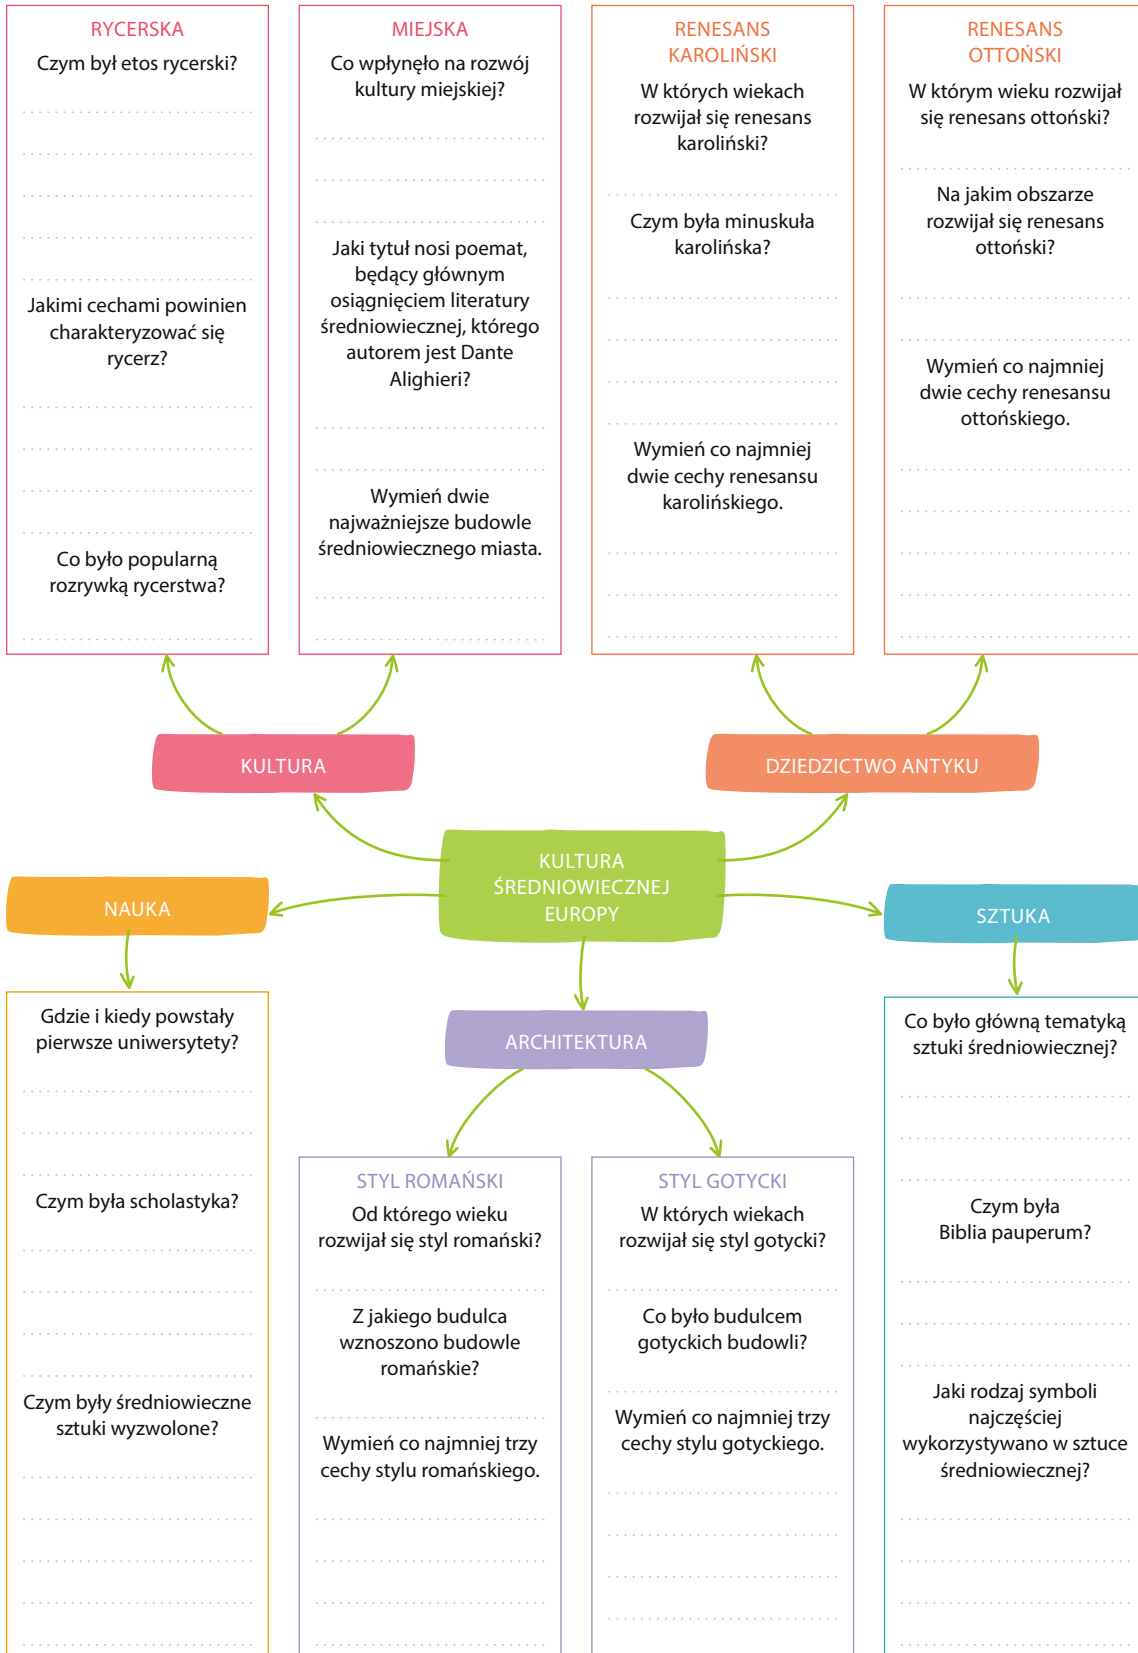 RYCERSKA
Czym był etos rycerski?
Jakimi cechami powinien
charakteryzować się
rycerz?
Co było popularną
rozrywką rycerstwa?
MIEJSKA
Co wpłynęło na rozwój
kultury miejskiej?
Jaki tytuł nosi poemat,
będący głównym
osiągnięciem literatury
średniowiecznej, którego
autorem jest Dante
Alighieri?
Wymień dwie
najważniejsze budowle
średniowiecznego miasta.
RENESANS
KAROLIŃSKI
W których wiekach
rozwijał się renesans
karoliński?
Czym była minuskuła
karolińska?
Wymień co najmniej
dwie cechy renesansu
karolińskiego.
RENESANS
OTTOŃSKI
W którym wieku rozwijał
się renesans ottoński?
Na jakim obszarze
rozwijał się renesans
ottoński?
Wymień co najmniej
dwie cechy renesansu
ottońskiego.
KULTURA
DZIEDZICTWO ANTYKU
KULTURA
ŚREDNIOWIECZNEJ
EUROPY
NAUKA
SZTUKA
ARCHITEKTURA
Gdzie i kiedy powstały
pierwsze uniwersytety?
Czym była scholastyka?
Czym były średniowieczne
sztuki wyzwolone?
STYL ROMAŃSKI
Od którego wieku
rozwijał się styl romański?
Z jakiego budulca
wznoszono budowle
romańskie?
Wymień co najmniej trzy
cechy stylu romańskiego.
STYL GOTYCKI
W których wiekach
rozwijał się styl gotycki?
Co było budulcem
gotyckich budowli?
Wymień co najmniej trzy
cechy stylu gotyckiego.
Co było główną tematyką
sztuki średniowiecznej?
Czym była
Biblia pauperum?
Jaki rodzaj symboli
najczęściej
wykorzystywano w sztuce
średniowiecznej?